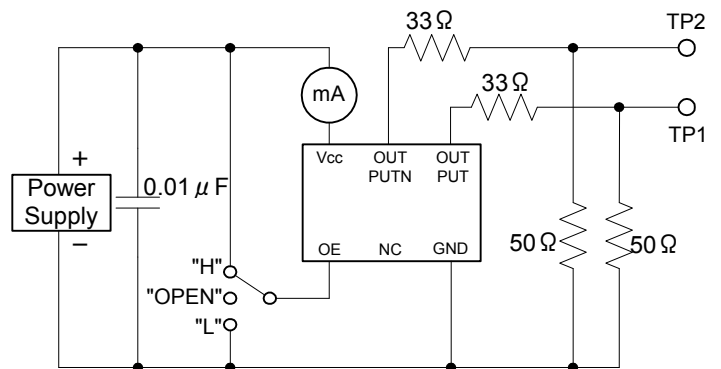 33Ω
TP2
33Ω
TP1
mA
+
Power
Supply
−
0.01μF
Vcc
OUT
PUTN
OUT
PUT
OE
NC
GND
50Ω
50Ω
"H"
"OPEN"
"L"